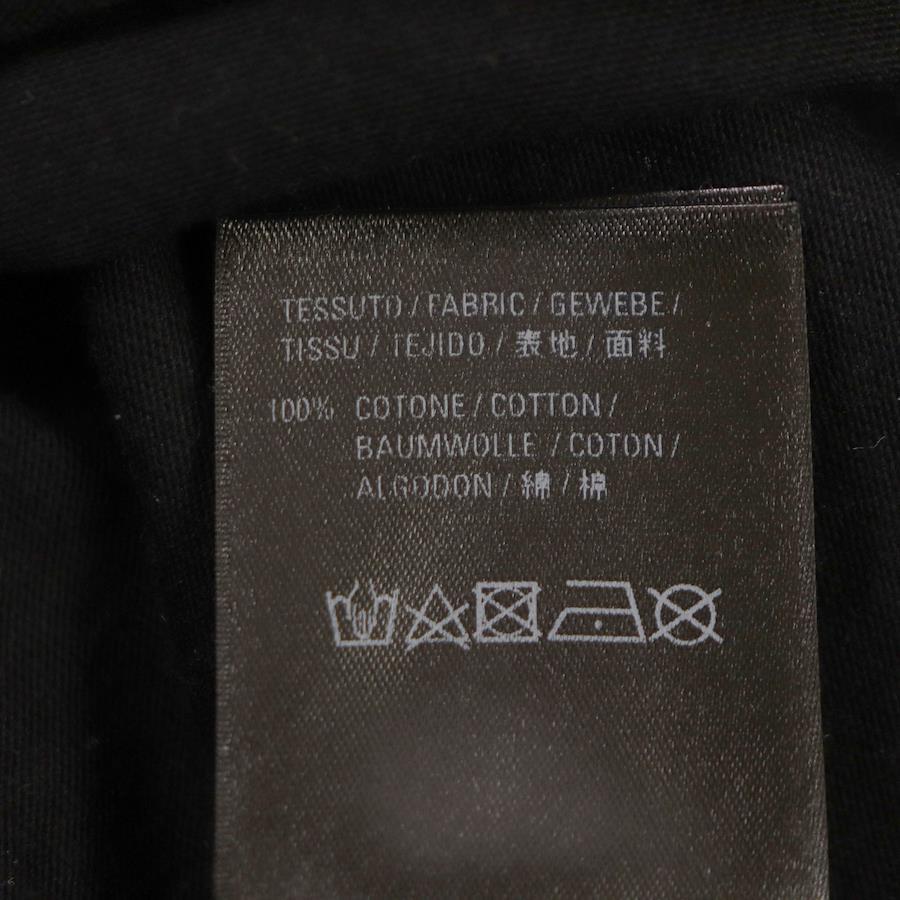 TESSUTO / FABRIC / GEWEBE /
TISSU / TEJIDO / 表地 / 面料
100% COTONE / COTTON /
BAUMWOLLE / COTON /
ALGODON / 綿 / 棉